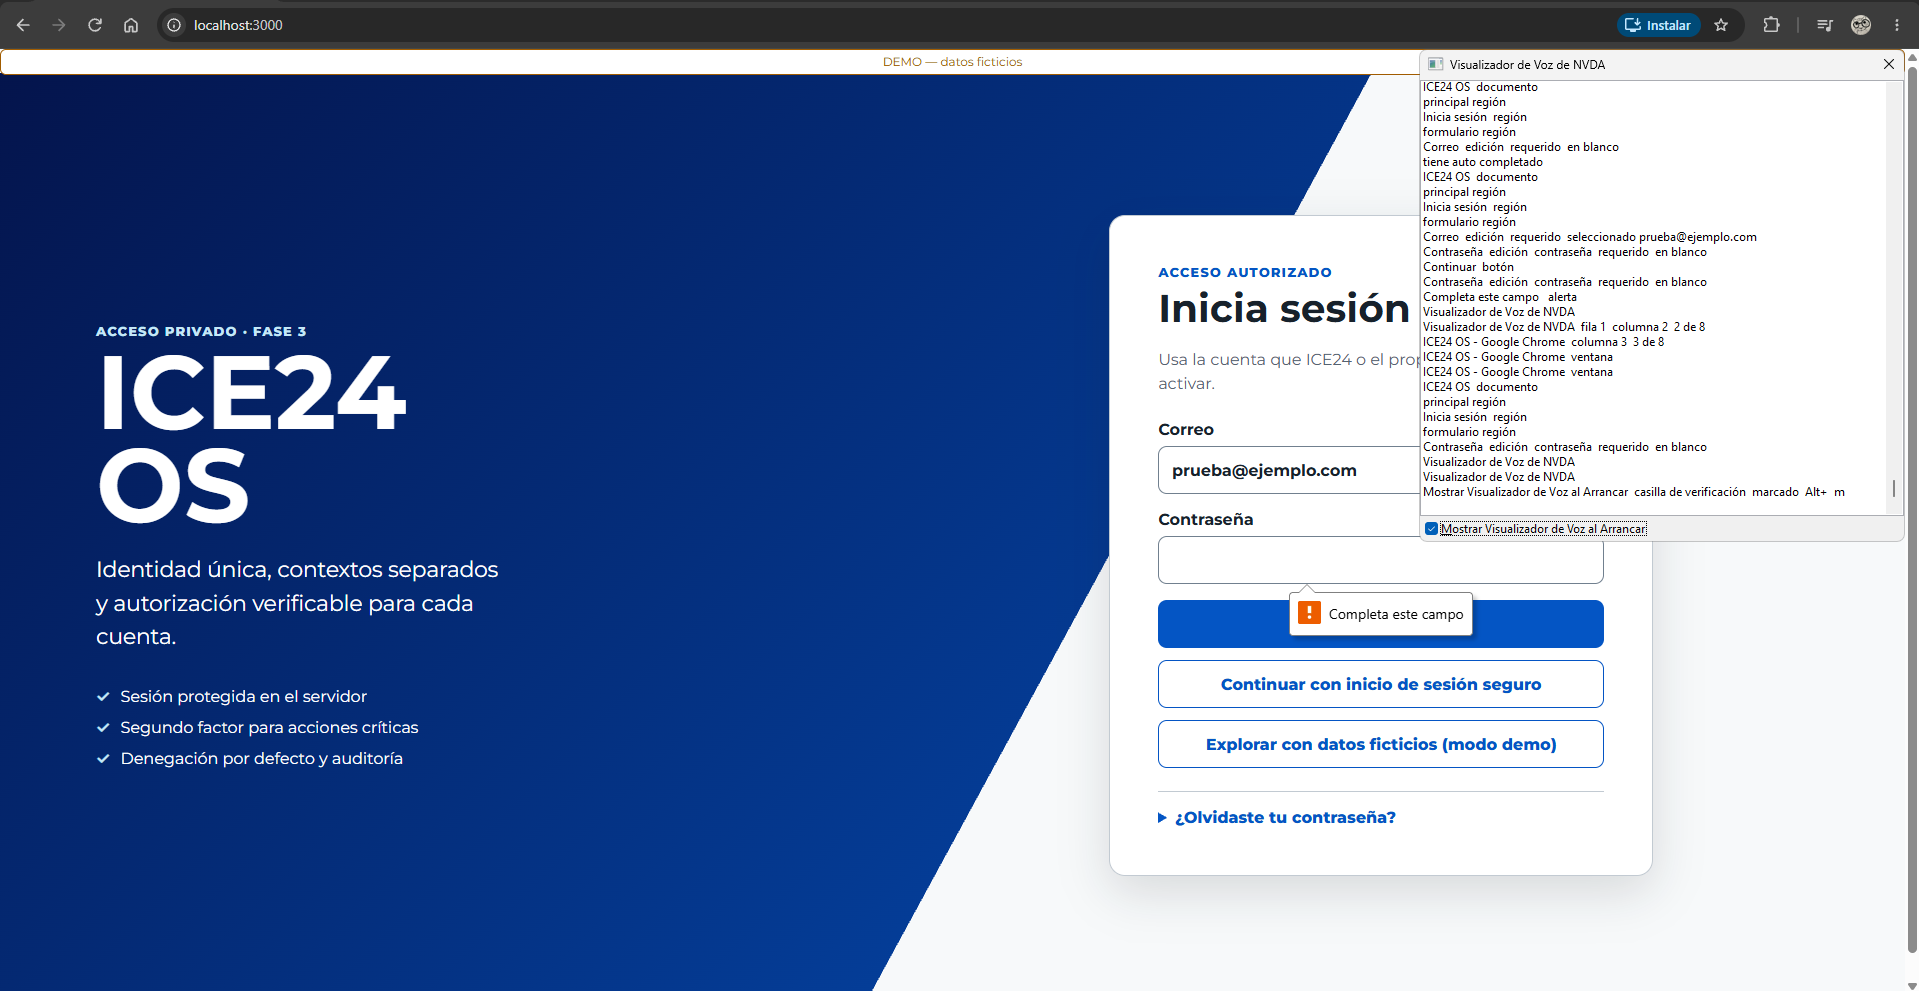 localhost:3000
Instalar
DEMO — datos ficticios
ACCESO PRIVADO · FASE 3
ICE24
OS
Identidad única, contextos separados
y autorización verificable para cada
cuenta.
Sesión protegida en el servidor
Segundo factor para acciones críticas
Denegación por defecto y auditoría
ACCESO AUTORIZADO
Inicia sesión
Usa la cuenta que ICE24 o el
activar.
Correo
prueba@ejemplo.com
Contraseña
Completa este campo
Continuar con inicio de sesión seguro
Explorar con datos ficticios (modo demo)
¿Olvidaste tu contraseña?
Visualizador de Voz de NVDA
ICE24 OS documento
principal región
Inicia sesión región
formulario región
Correo edición requerido en blanco
tiene auto completado
ICE24 OS documento
principal región
Inicia sesión región
formulario región
Correo edición requerido seleccionado prueba@ejemplo.com
Contraseña edición contraseña requerido en blanco
Continuar botón
Contraseña edición contraseña requerido en blanco
Completa este campo alerta
Visualizador de Voz de NVDA
Visualizador de Voz de NVDA fila 1 columna 2 2 de 8
ICE24 OS - Google Chrome columna 3 3 de 8
ICE24 OS - Google Chrome ventana
ICE24 OS - Google Chrome ventana
ICE24 OS documento
principal región
Inicia sesión región
formulario región
Contraseña edición contraseña requerido en blanco
Visualizador de Voz de NVDA
Visualizador de Voz de NVDA
Mostrar Visualizador de Voz al Arrancar casilla de verificación marcado Alt+ m
Mostrar Visualizador de Voz al Arrancar